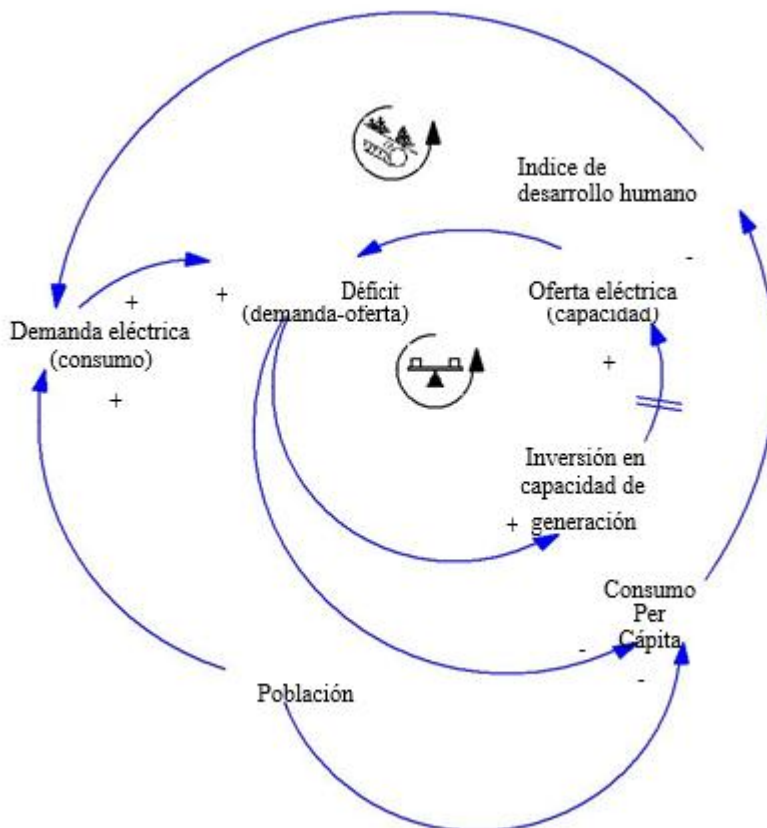 Indice de
desarrollo humano
-
+
+
Déficit
(demanda-oferta)
Oferta eléctrica
(capacidad)
Demanda eléctrica
(consumo)
+
+
Inversión en
capacidad de
+ generación
Consumo
Per
Cápita
-
-
Población